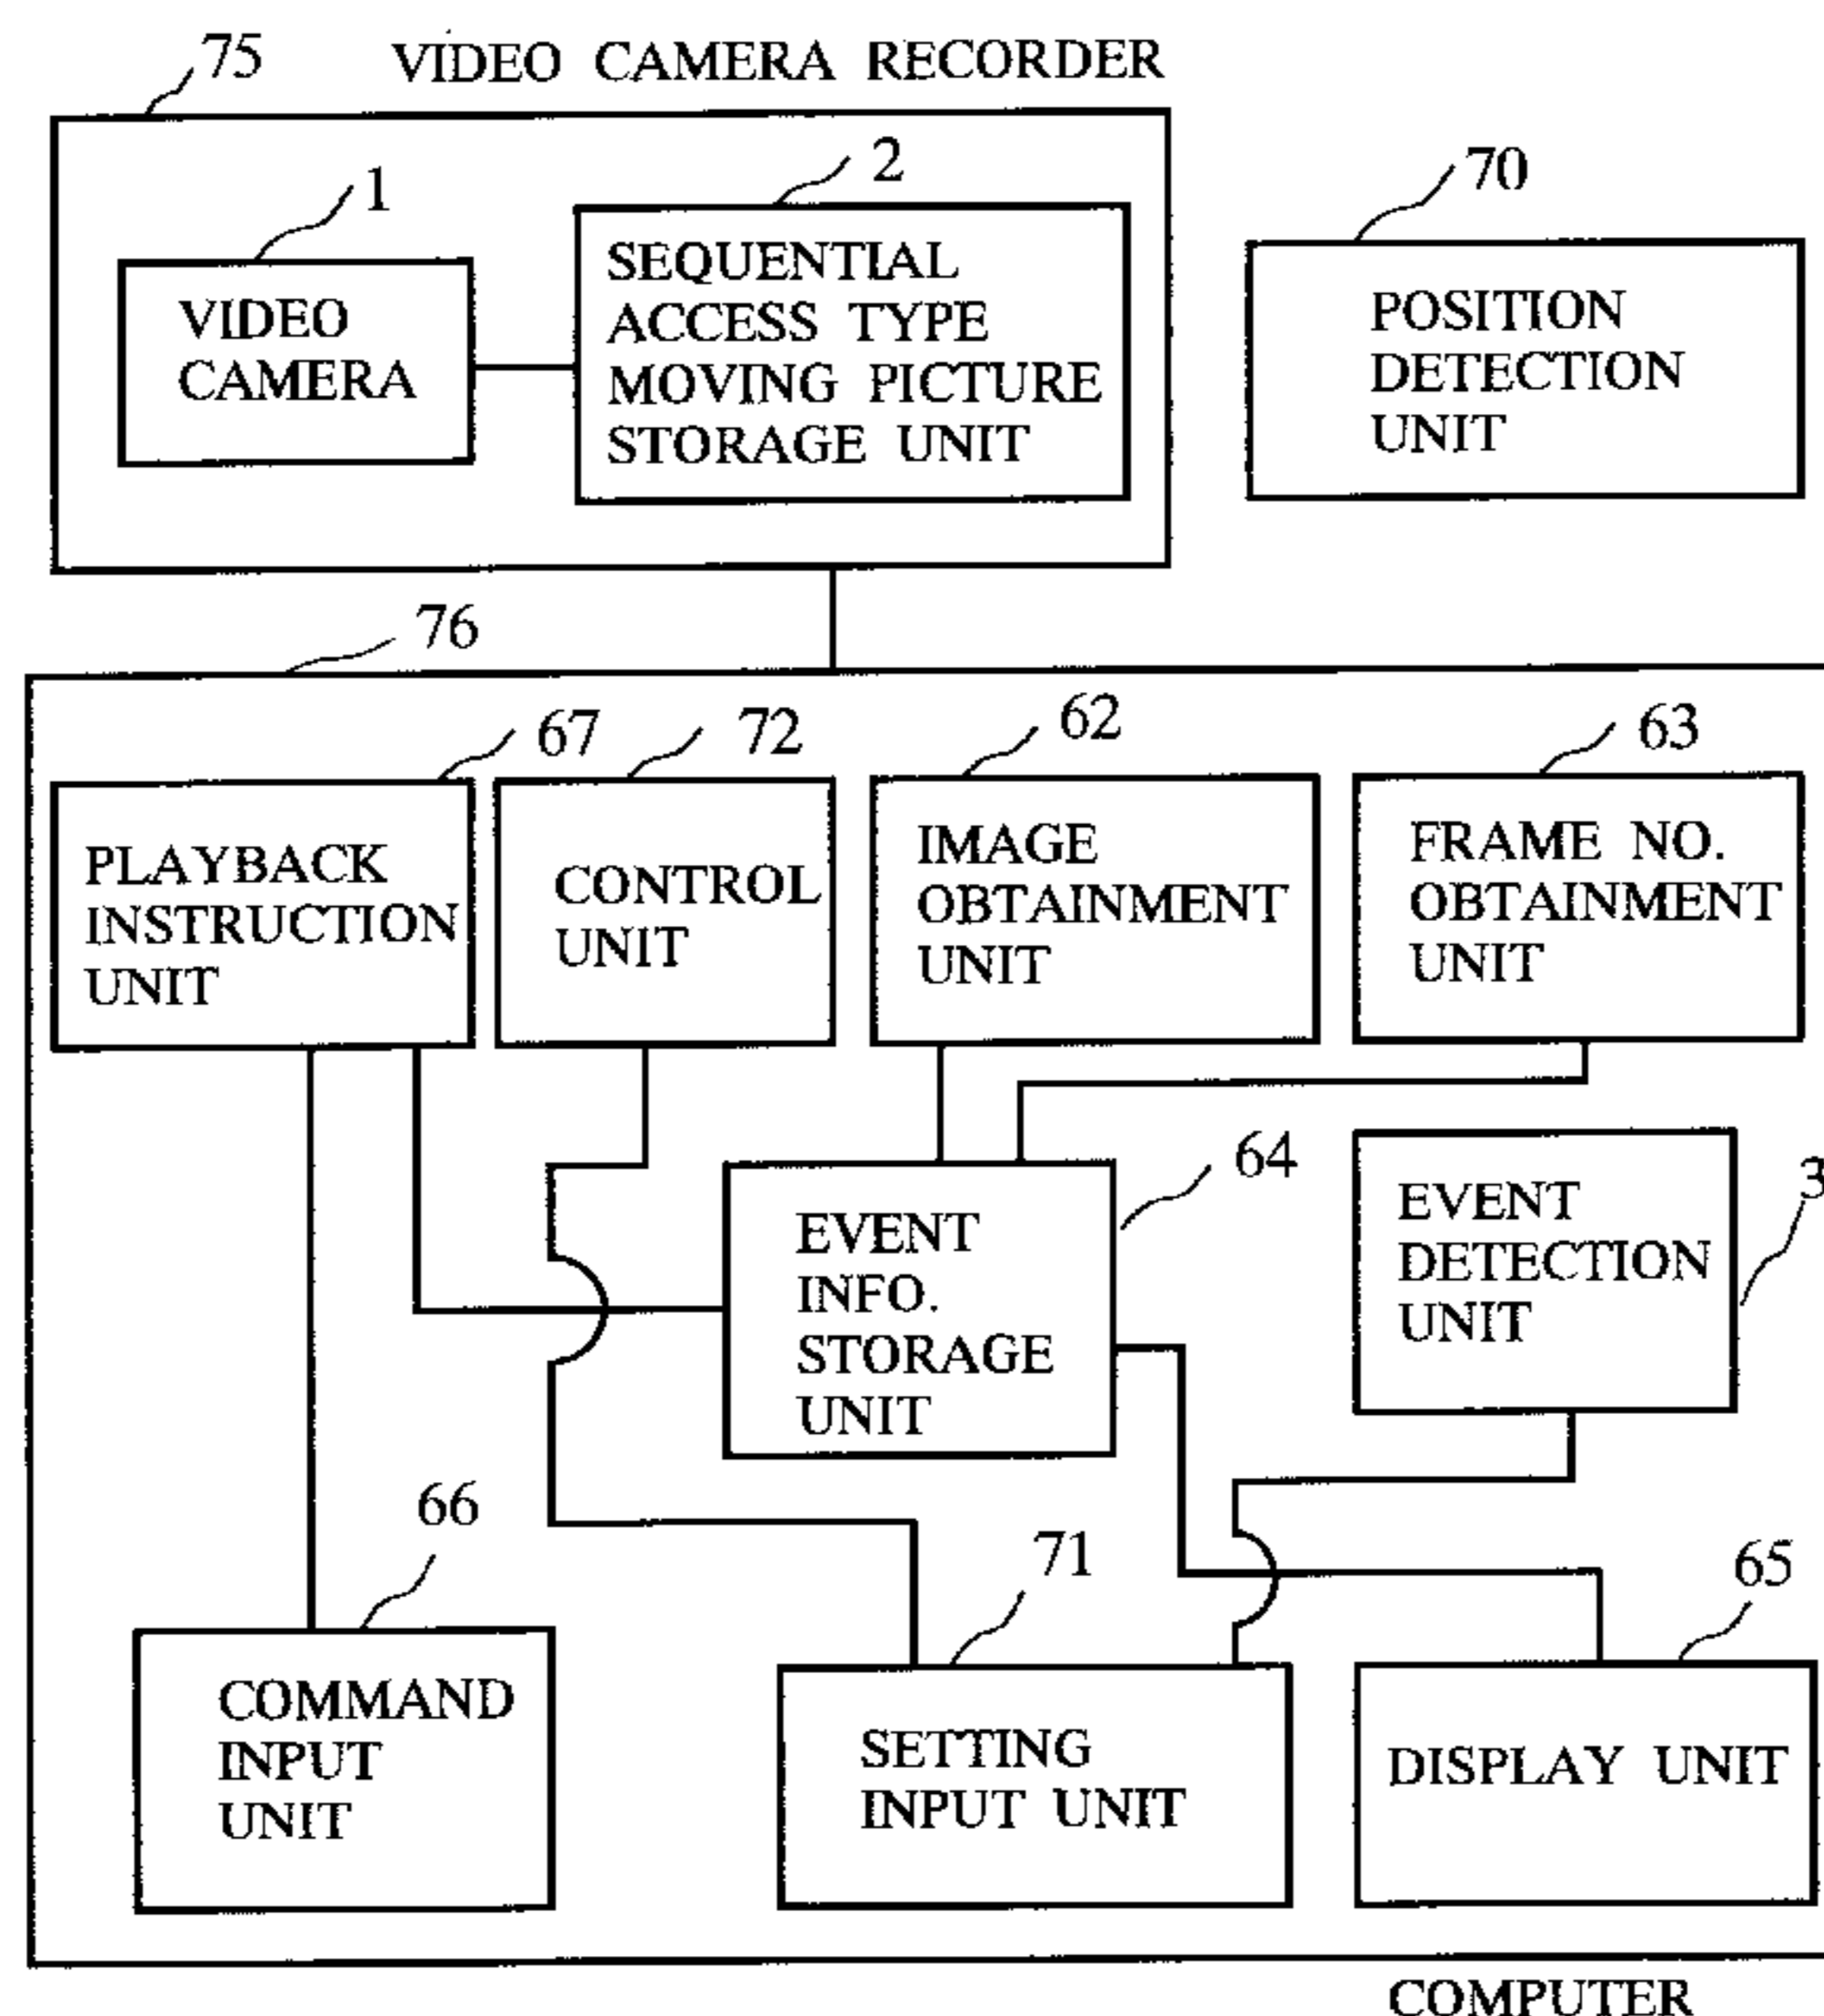 75
VIDEO CAMERA RECORDER
1
2
70
VIDEO
CAMERA
SEQUENTIAL
ACCESS TYPE
MOVING PICTURE
STORAGE UNIT
POSITION
DETECTION
UNIT
76
67
72
62
63
PLAYBACK
INSTRUCTION
UNIT
CONTROL
UNIT
IMAGE
OBTAINMENT
UNIT
FRAME NO.
OBTAINMENT
UNIT
64
3
EVENT
INFO.
STORAGE
UNIT
EVENT
DETECTION
UNIT
66
71
65
COMMAND
INPUT
UNIT
SETTING
INPUT UNIT
DISPLAY UNIT
COMPUTER